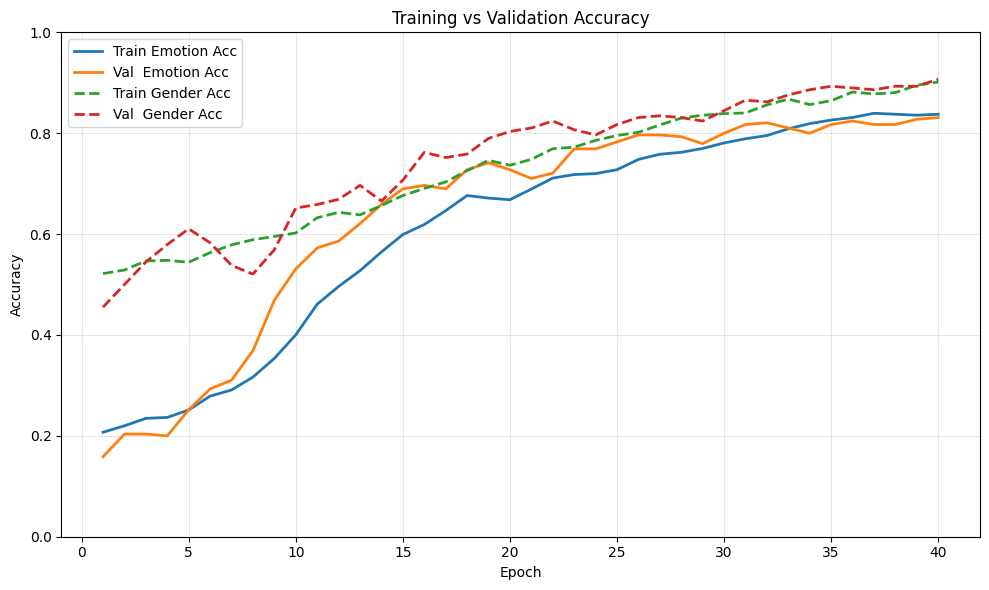 Training vs Validation Accuracy
Train Emotion Acc
Val  Emotion Acc
Train Gender Acc
Val  Gender Acc
Accuracy
1.0
0.8
0.6
0.4
0.2
0.0
0 5 10 15 20 25 30 35 40
Epoch